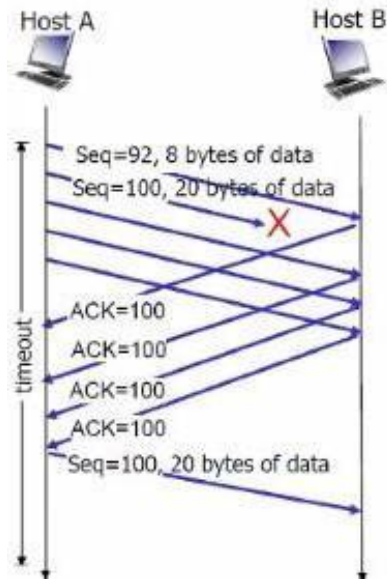 Host A
Host B
Seq=92, 8 bytes of data
Seq=100, 20 bytes of data
X
ACK=100
ACK=100
ACK=100
ACK=100
timeout
Seq=100, 20 bytes of data